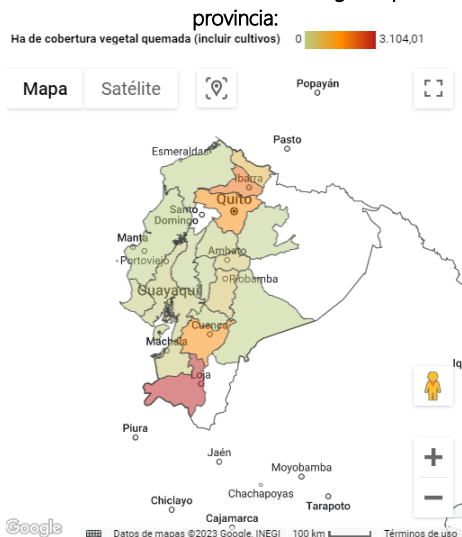 provincia:
Ha de cobertura vegetal quemada (incluir cultivos) 0 3.104,01
Mapa Satélite
Popayán
Pasto
Esmeraldas
Ibarra
Quito
Santo
Domingo
Manta
Portoviejo
Ambato
Riobamba
Guayaquil
Cuenca
Machala
Loja
Piura
Jaén
Moyobamba
Chachapoyas
Chiclayo
Tarapoto
Cajamarca
Google
Datos de mapas ©2023 Google, INEGI 100 km Términos de uso